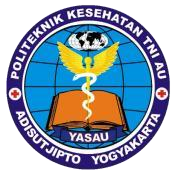 POLITEKNIK KESEHATAN TNI AU
YASAU
ADISUTJIPTO YOGYAKARTA